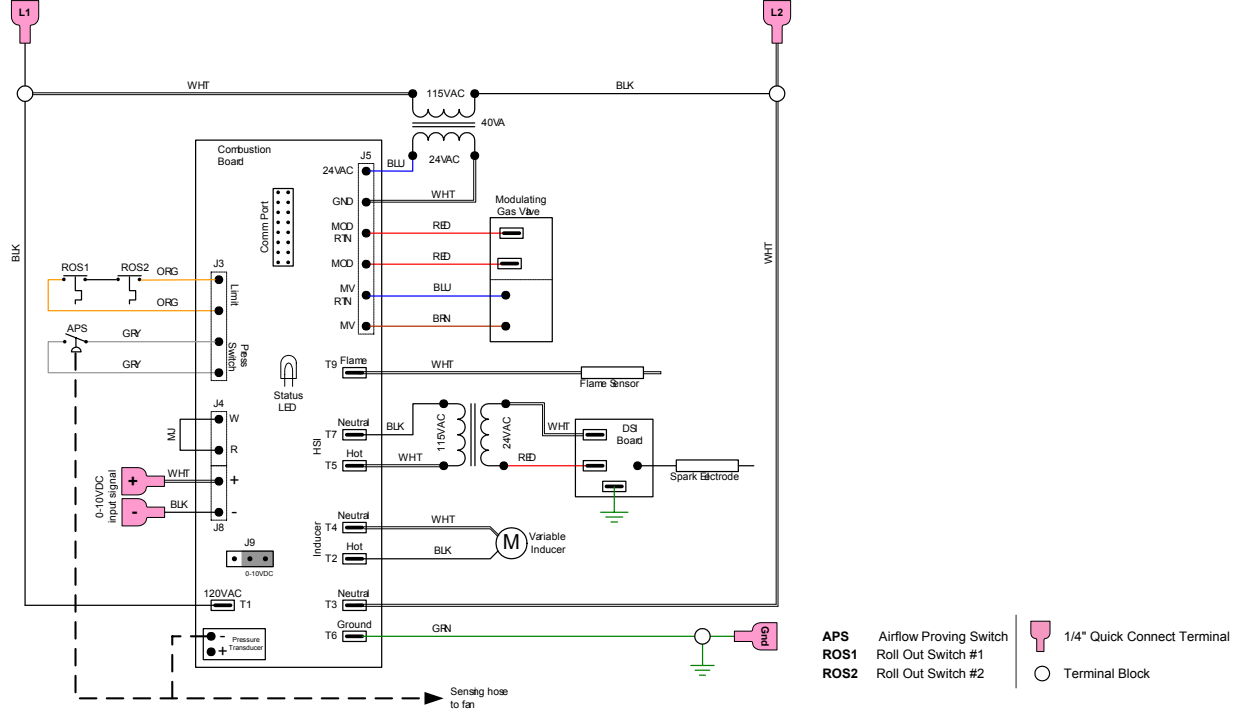 L1
L2
WHT
115VAC
BLK
40VA
Combustion
Board
J5
24VAC
BLU
24VAC
GND
WHT
Modulating
Gas Valve
MOD
RTN
RED
MOD
RED
MV
RTN
BLU
MV
BRN
Comm Port
BLK
WHT
ROS1
ROS2
ORG
J3
Limit
ORG
APS
GRY
Press
Switch
GRY
Status
LED
T9
Flame
WHT
Flame Sensor
J4
W
MJ
R
HSI
Neutral
T7
BLK
115VAC
24VAC
WHT
DSI
Board
Hot
T5
WHT
RED
Spark Electrode
0-10VDC
input signal
+
WHT
+
-
BLK
-
J8
Inducer
Neutral
T4
WHT
M
Variable
Inducer
Hot
T2
BLK
J9
0-10VDC
120VAC
T1
Neutral
T3
Ground
T6
GRN
Gnd
-
+
Pressure
Transducer
Sensing hose
to fan
APS Airflow Proving Switch
ROS1 Roll Out Switch #1
ROS2 Roll Out Switch #2
1/4" Quick Connect Terminal
Terminal Block